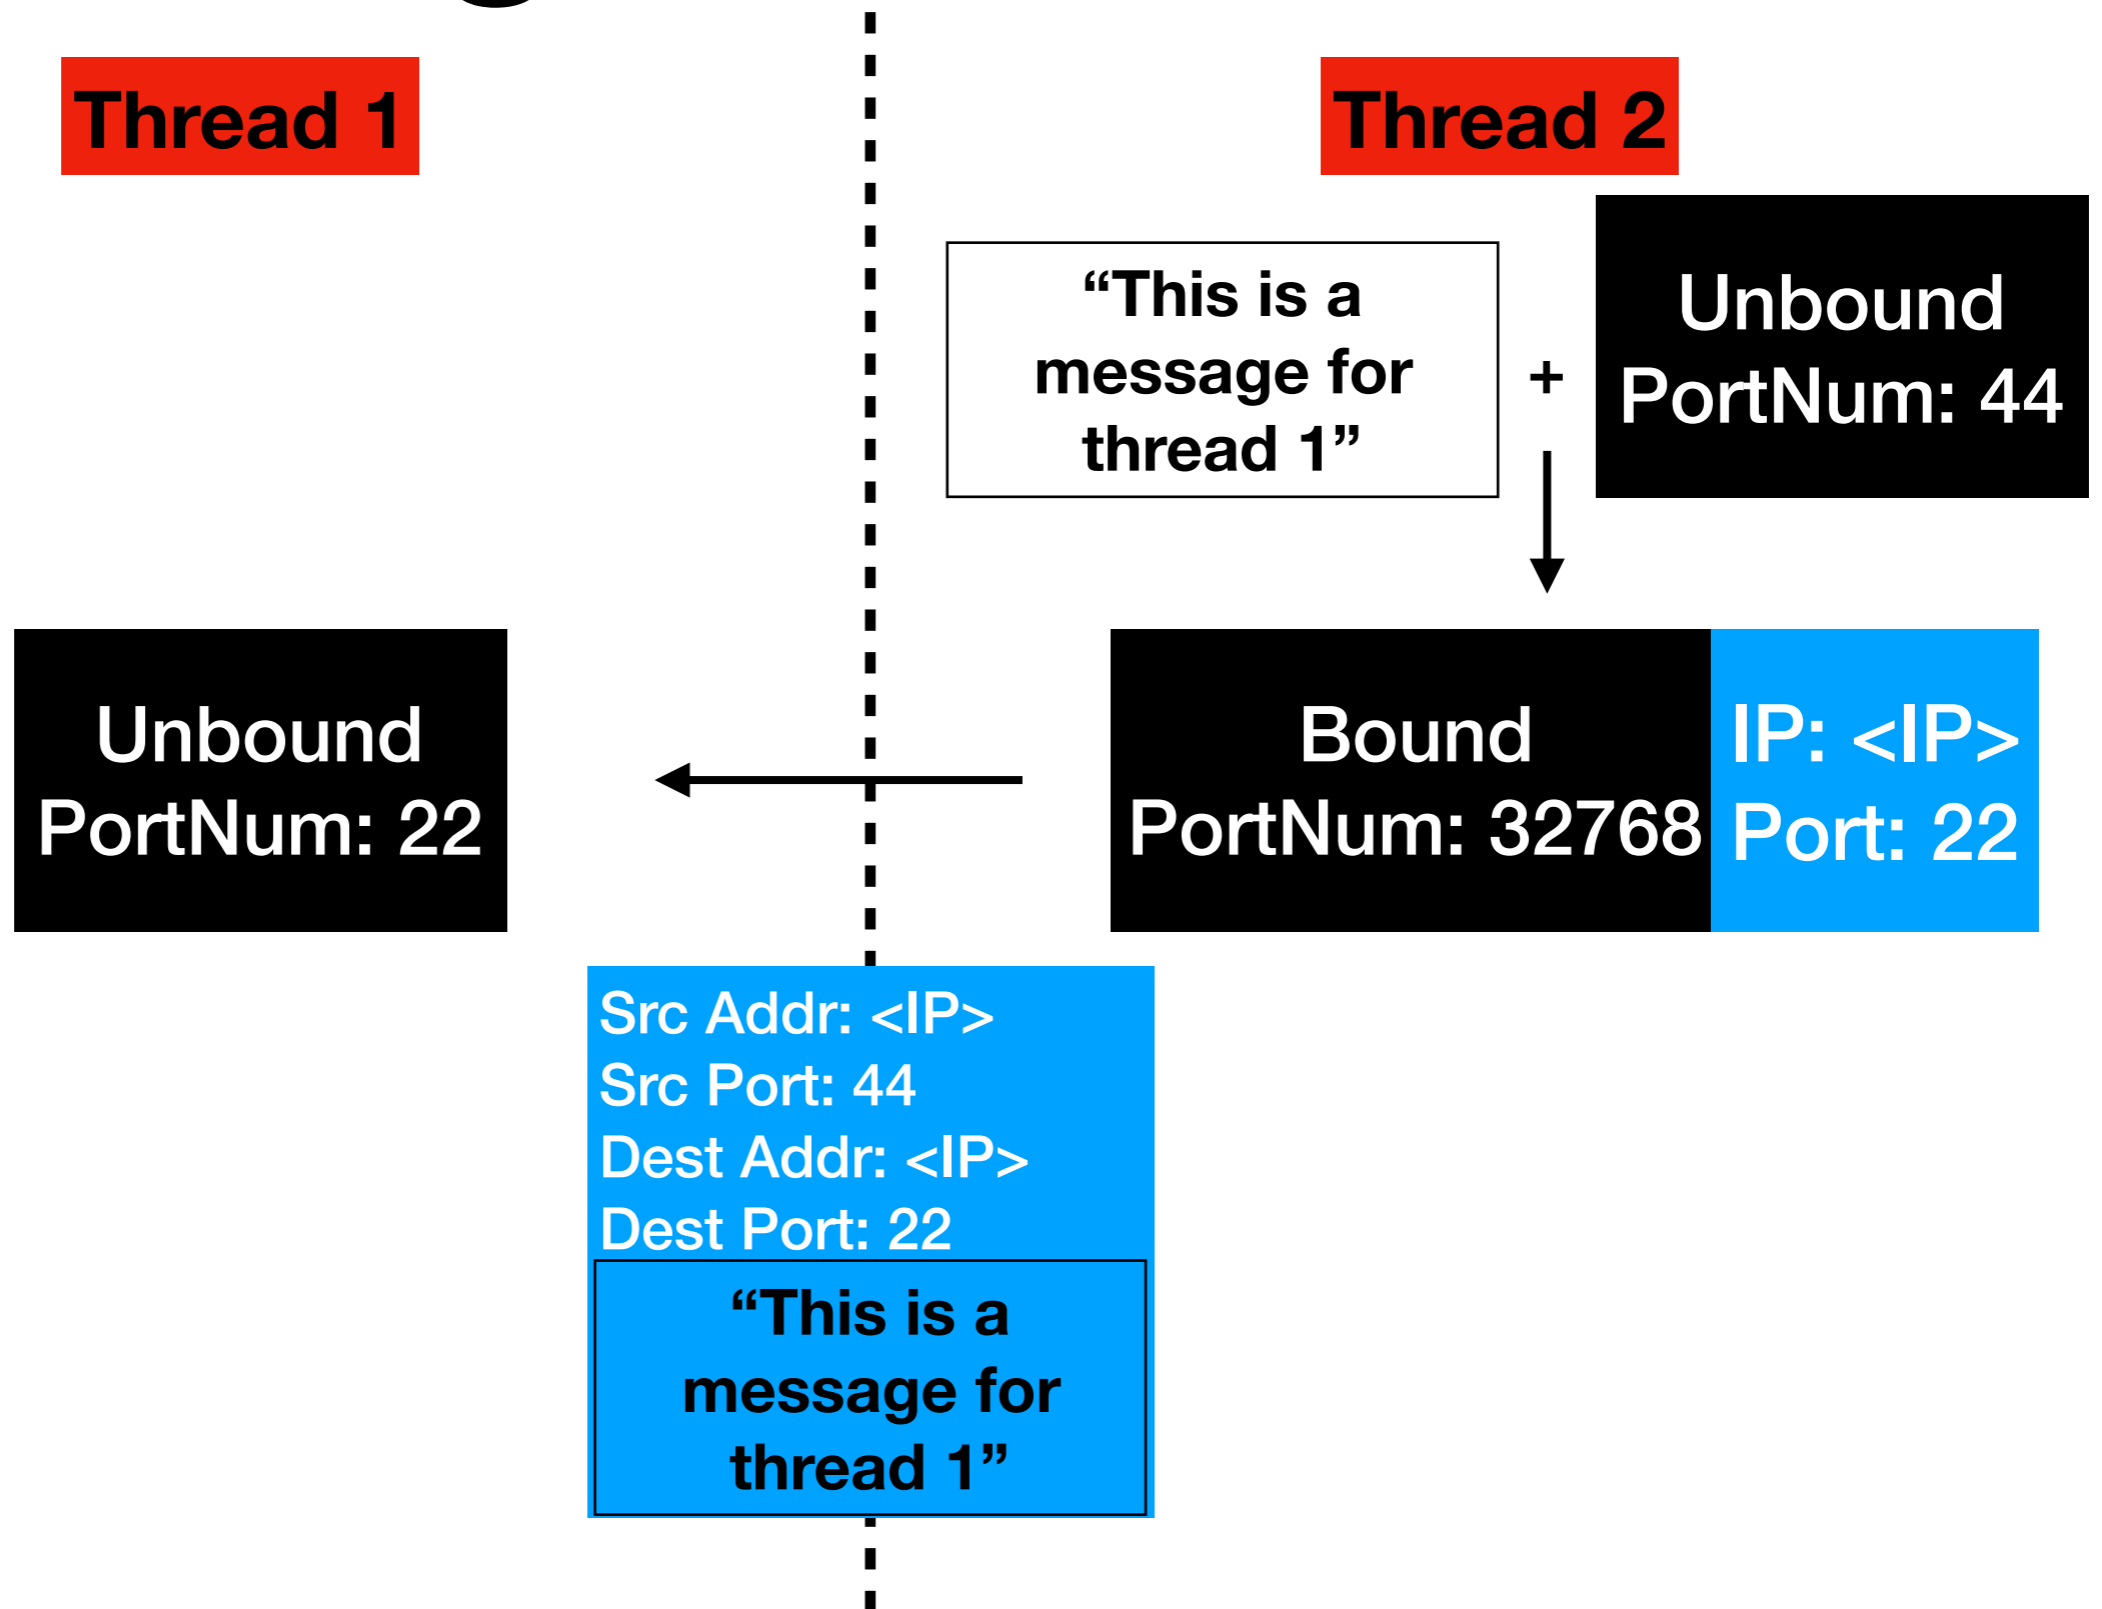 Thread 1
Thread 2
“This is a
message for
thread 1”
+
Unbound
PortNum: 44
Unbound
PortNum: 22
Bound
PortNum: 32768
IP: <IP>
Port: 22
Src Addr: <IP>
Src Port: 44
Dest Addr: <IP>
Dest Port: 22
“This is a
message for
thread 1”